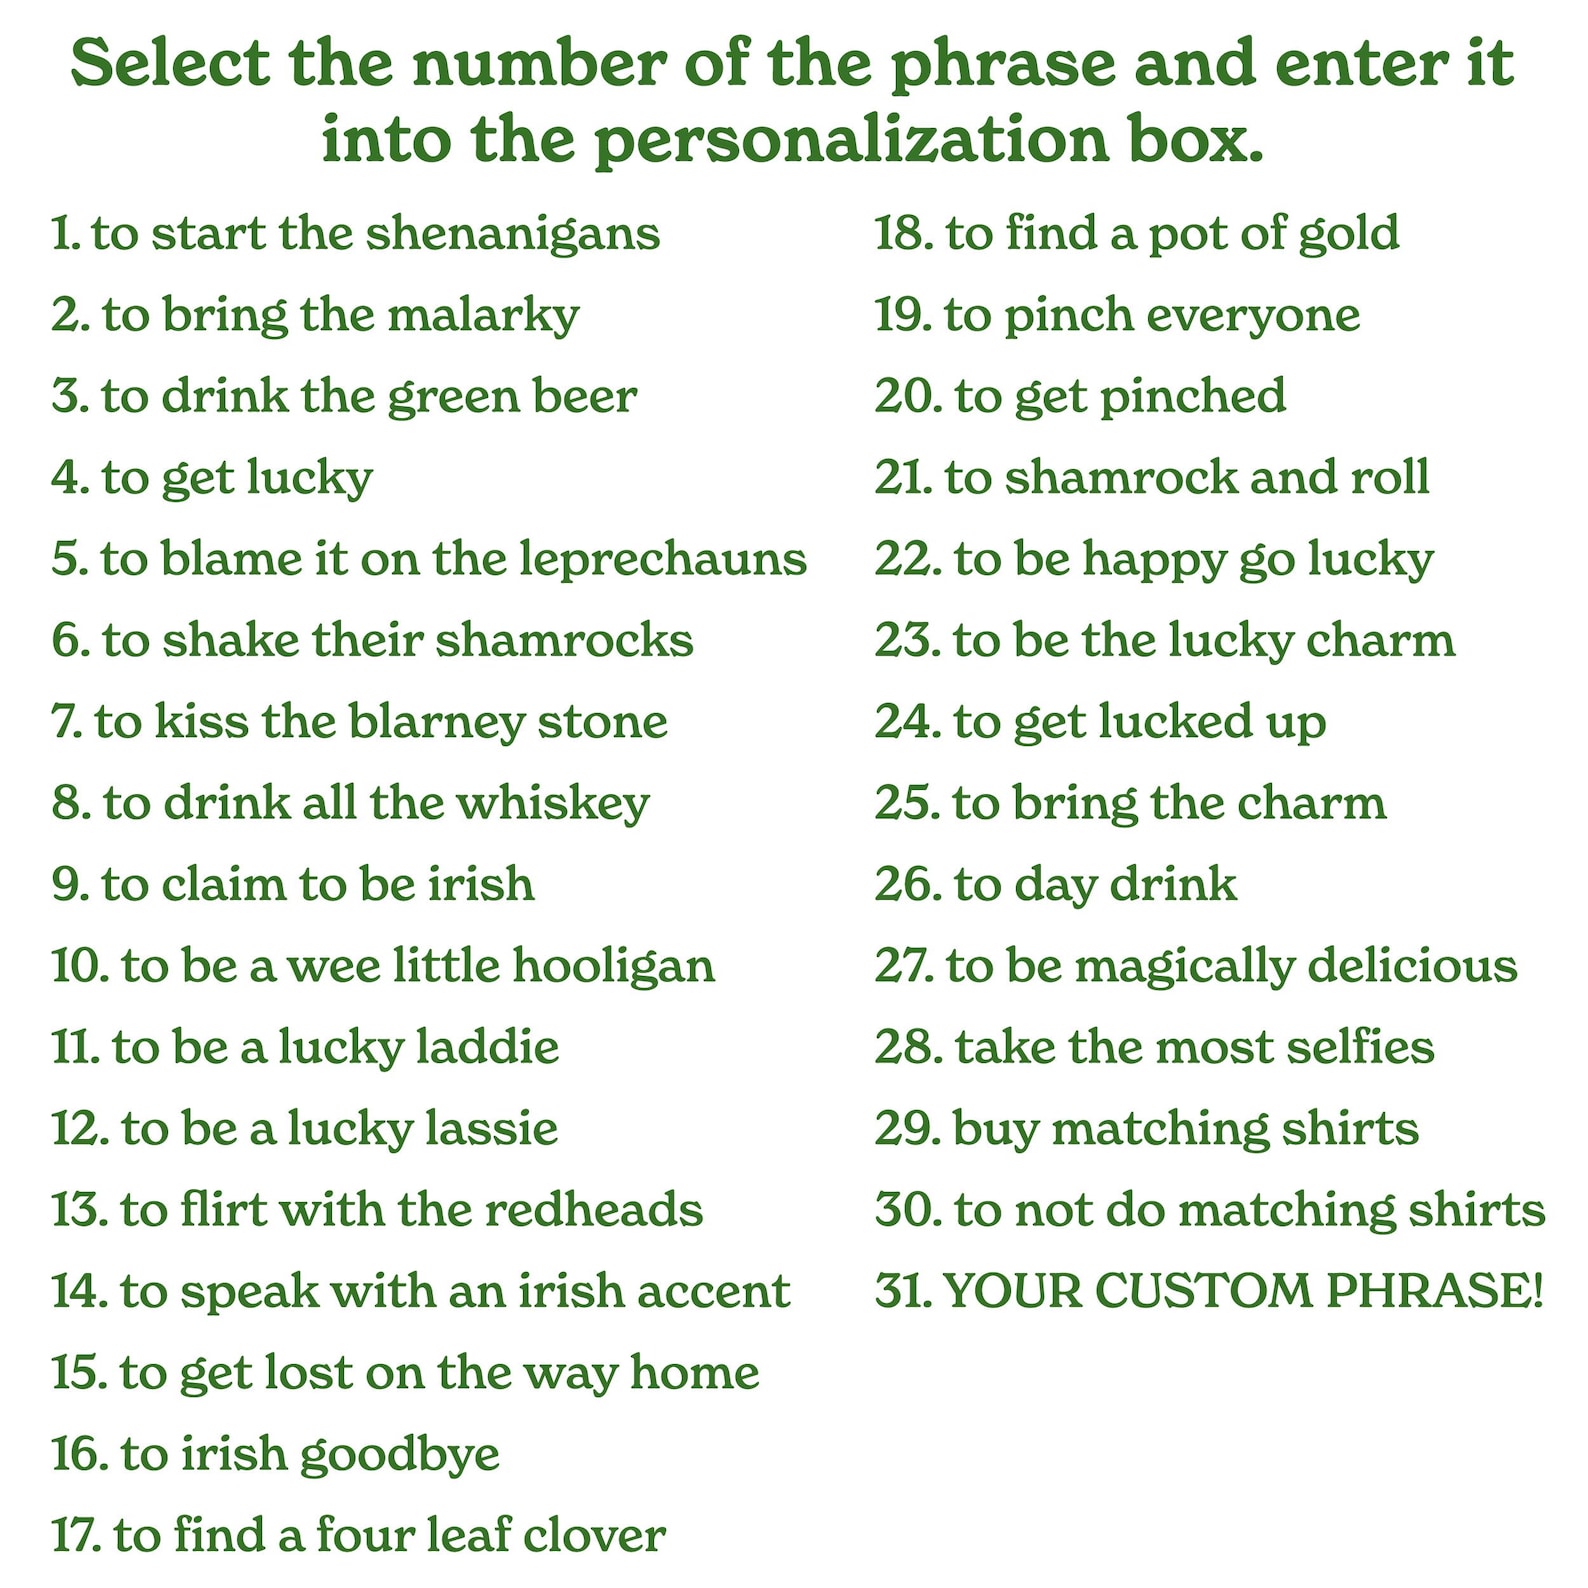 Select the number of the phrase and enter it
into the personalization box.
1. to start the shenanigans
2. to bring the malarky
3. to drink the green beer
4. to get lucky
5. to blame it on the leprechauns
6. to shake their shamrocks
7. to kiss the blarney stone
8. to drink all the whiskey
9. to claim to be irish
10. to be a wee little hooligan
11. to be a lucky laddie
12. to be a lucky lassie
13. to flirt with the redheads
14. to speak with an irish accent
15. to get lost on the way home
16. to irish goodbye
17. to find a four leaf clover
18. to find a pot of gold
19. to pinch everyone
20. to get pinched
21. to shamrock and roll
22. to be happy go lucky
23. to be the lucky charm
24. to get lucked up
25. to bring the charm
26. to day drink
27. to be magically delicious
28. take the most selfies
29. buy matching shirts
30. to not do matching shirts
31. YOUR CUSTOM PHRASE!